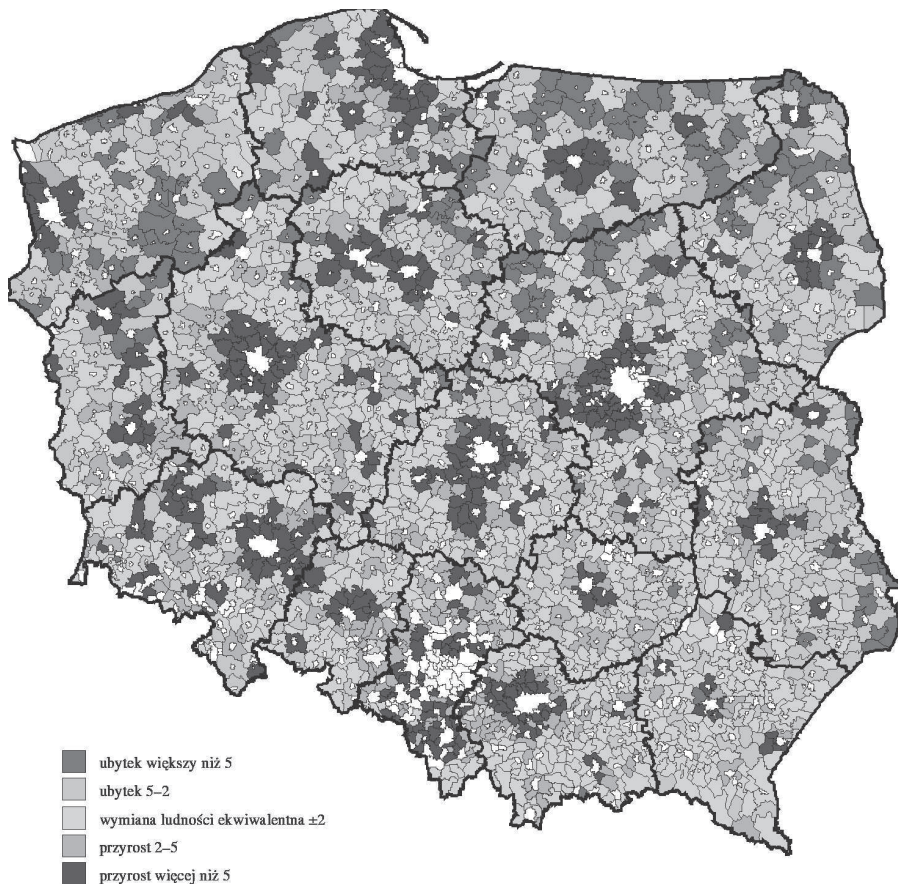 ubytek większy niż 5
ubytek 5–2
wymiana ludności ekwiwalentna ±2
przyrost 2–5
przyrost więcej niż 5